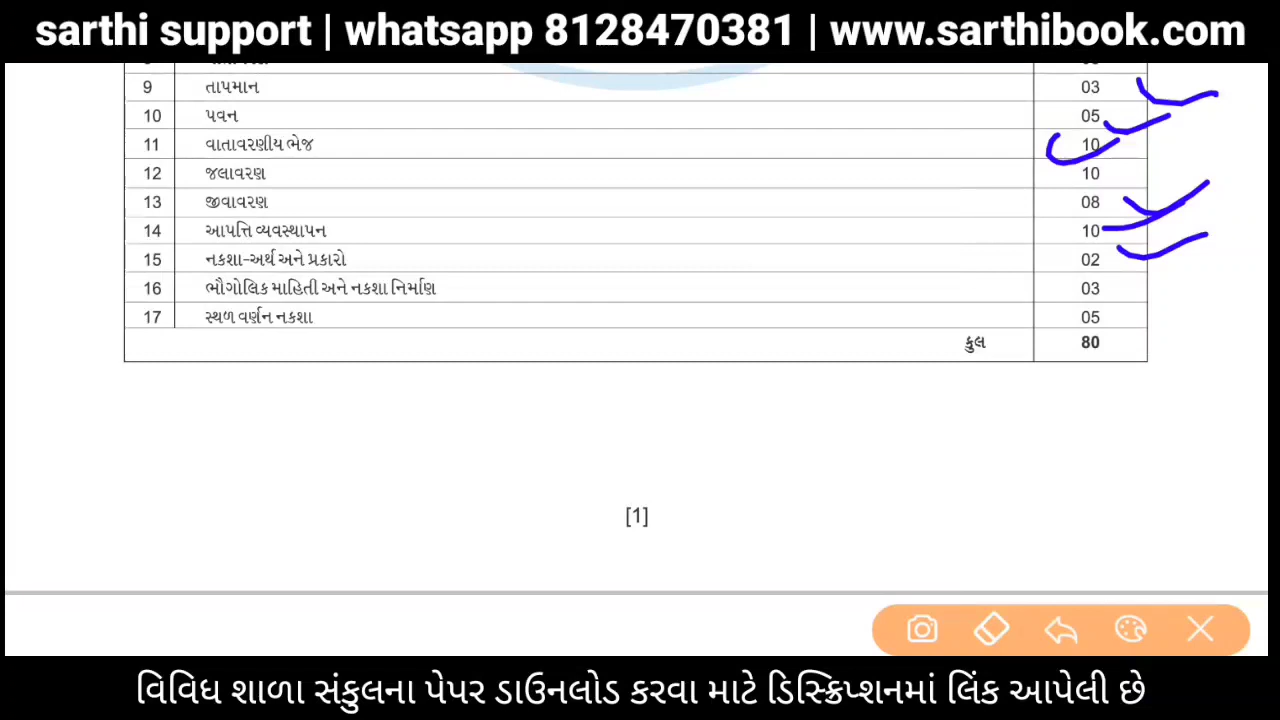 sarthi support | whatsapp 8128470381 | www.sarthibook.com
9 તાપમાન 03
10 પવન 05
11 વાતાવરણીય ભેજ 10
12 જલાવરણ 10
13 જીવાવરણ 08
14 આપત્તિ વ્યવસ્થાપન 10
15 નકશા-અર્થ અને પ્રકારો 02
16 ભૌગોલિક માહિતી અને નકશા નિર્માણ 03
17 સ્થળ વર્ણન નકશા 05
કુલ 80
[1]
વિવિધ શાળા સંકુલના પેપર ડાઉનલોડ કરવા માટે ડિસ્ક્રિપ્શનમાં લિંક આપેલી છે